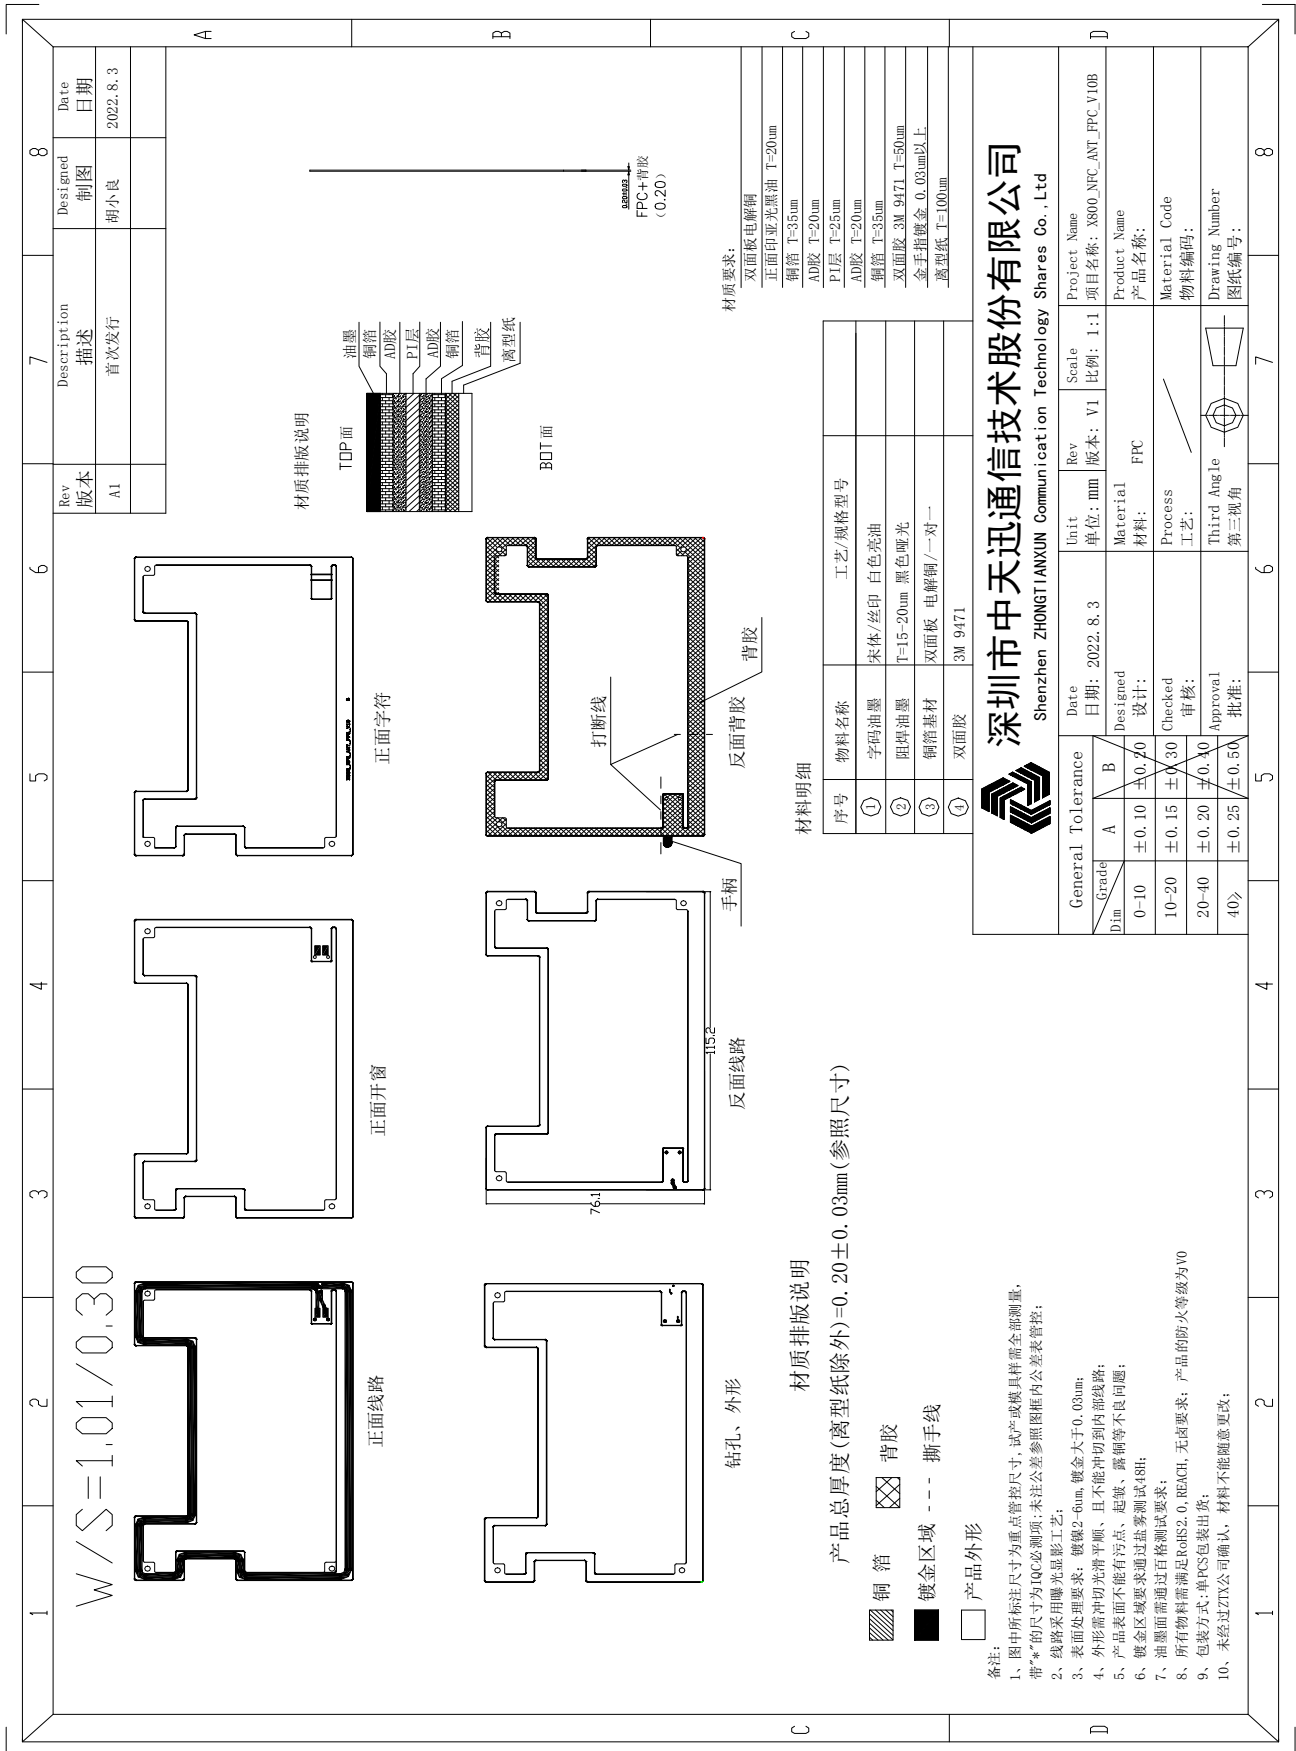 1 2 3 4 5 6 7 8
A
B
C
D
Rev 版本
Description 描述
Designed 制图
Date 日期
A1 首次发行 胡小良 2022.8.3
W/S=1.01/0.30
正面线路
正面开窗
正面字符
钻孔、外形
反面线路
76.1
115.2
反面背胶
手柄
打断线
背胶
材质排版说明
TOP面
油墨
铜箔
AD胶
PI层
AD胶
铜箔
背胶
离型纸
BOT面
0.20±0.03
FPC+背胶
(0.20)
材质要求:
双面板电解铜
正面印亚光黑油 T=20um
铜箔 T=35um
AD胶 T=20um
PI层 T=25um
AD胶 T=20um
铜箔 T=35um
双面胶 3M 9471 T=50um
金手指镀金 0.03um以上
离型纸 T=100um
材质排版说明
产品总厚度(离型纸除外)=0.20±0.03mm(参照尺寸)
铜 箔
背胶
镀金区域
--- 撕手线
产品外形
备注:
1、图中所标注尺寸为重点管控尺寸,试产或模具样需全部测量,
带"*"的尺寸为IQC必测项;未注公差参照图框内公差表管控;
2、线路采用曝光显影工艺;
3、表面处理要求: 镀镍2-6um,镀金大于0.03um;
4、外形需冲切光滑平顺、且不能冲切到内部线路;
5、产品表面不能有污点、起皱、露铜等不良问题;
6、镀金区域要求通过盐雾测试48H;
7、油墨面需通过百格测试要求;
8、所有物料需满足RoHS2.0,REACH,无卤要求; 产品的防火等级为V0
9、包装方式:单PCS包装出货;
10、未经过ZTX公司确认, 材料不能随意更改;
材料明细
序号 物料名称 工艺/规格型号
① 字码油墨 宋体/丝印 白色亮油
② 阻焊油墨 T=15-20um 黑色哑光
③ 铜箔基材 双面板 电解铜/一对一
④ 双面胶 3M 9471
深圳市中天迅通信技术股份有限公司
Shenzhen ZHONGTIANXUN Communication Technology Shares Co., Ltd
General Tolerance
Dim Grade A B
0-10 ±0.10 ±0.20
10-20 ±0.15 ±0.30
20-40 ±0.20 ±0.40
40> ±0.25 ±0.50
Date 日期: 2022.8.3
Designed 设计:
Checked 审核:
Approval 批准:
Unit 单位: mm
Rev 版本: V1
Scale 比例: 1:1
Material 材料: FPC
Process 工艺:
Third Angle 第三视角
Project Name 项目名称: X800_NFC_ANT_FPC_V10B
Product Name 产品名称:
Material Code 物料编码:
Drawing Number 图纸编号:
1 2 3 4 5 6 7 8
C
D